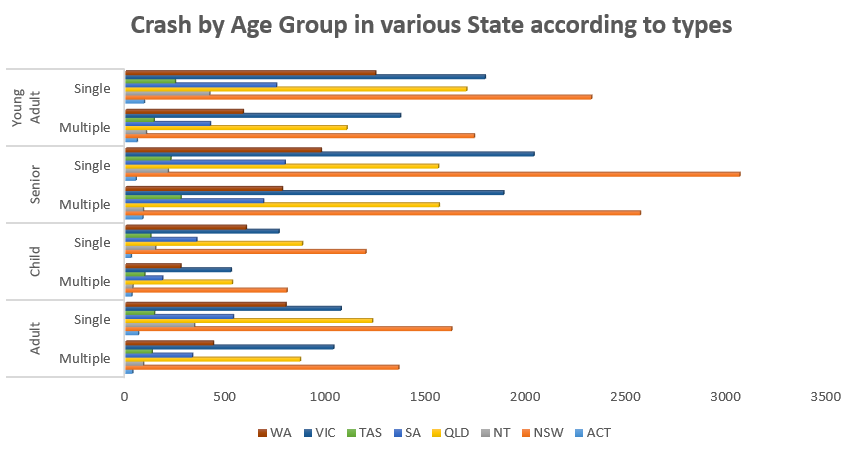 Crash by Age Group in various State according to types
Young Adult
Single
Multiple
Senior
Single
Multiple
Child
Single
Multiple
Adult
Single
Multiple
0 500 1000 1500 2000 2500 3000 3500
WA VIC TAS SA QLD NT NSW ACT